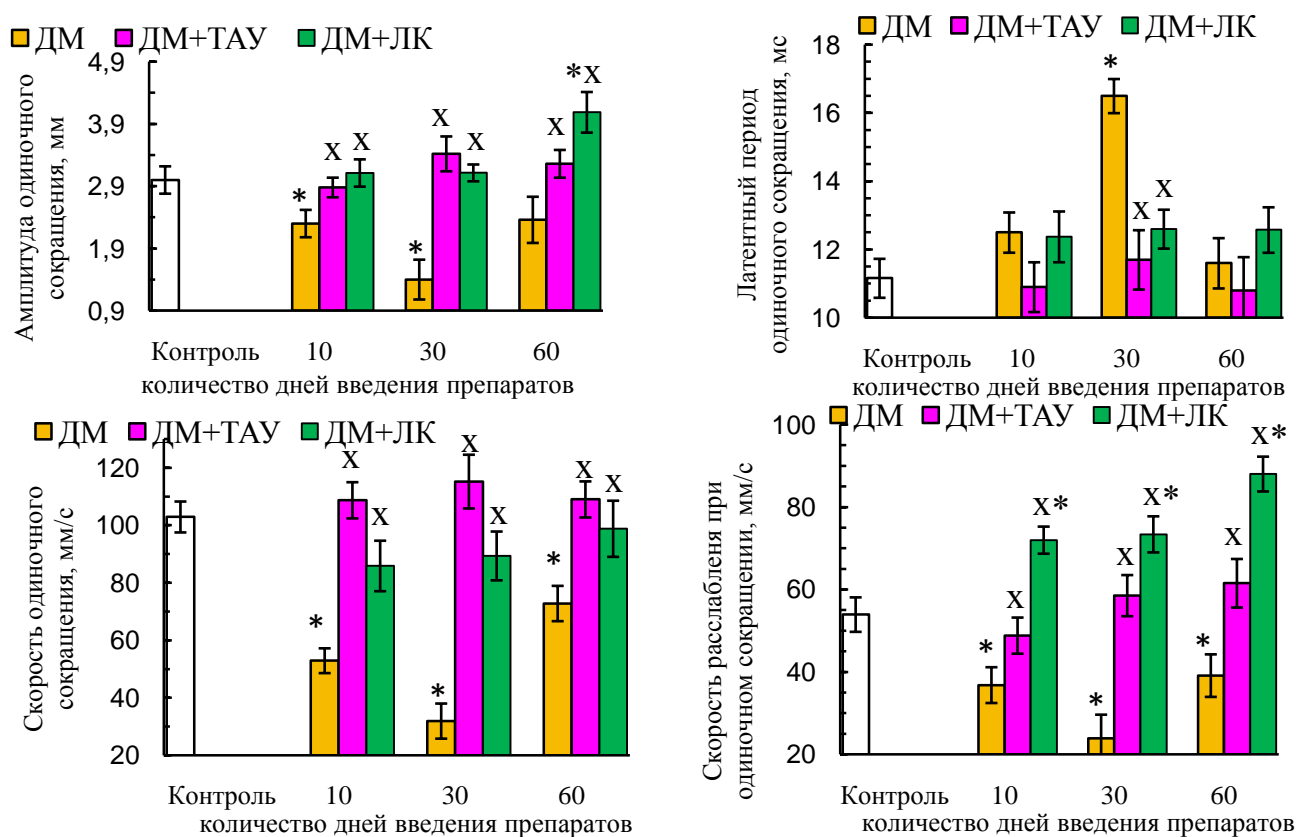 ДМ ДМ+ТАУ ДМ+ЛК
Амплитуда одиночного
сокращения, мм
4,9
3,9
2,9
1,9
0,9
*
x
x
*
x
x
x
*x
Контроль 10 30 60
количество дней введения препаратов
ДМ ДМ+ТАУ ДМ+ЛК
Латентный период
одиночного сокращения, мс
18
16
14
12
10
*
x
x
Контроль 10 30 60
количество дней введения препаратов
ДМ ДМ+ТАУ ДМ+ЛК
Скорость одиночного
сокращения, мм/с
120
100
80
60
40
20
*
x
x
*
x
x
*
x
x
Контроль 10 30 60
количество дней введения препаратов
ДМ ДМ+ТАУ ДМ+ЛК
Скорость расслабленя при
одиночном сокращении, мм/с
100
80
60
40
20
*
x
x*
*
x
x*
*
x
x*
Контроль 10 30 60
количество дней введения препаратов